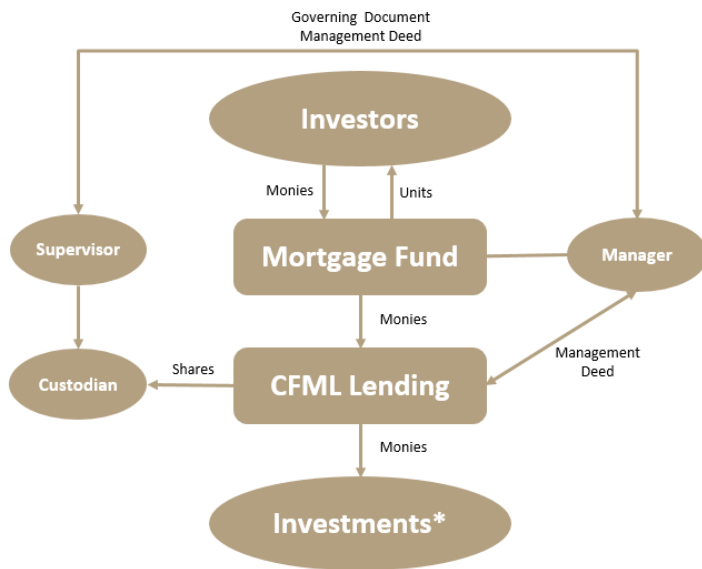 Governing Document
Management Deed
Investors
Monies
Units
Supervisor
Mortgage Fund
Manager
Monies
Management
Deed
Shares
Custodian
CFML Lending
Monies
Investments*